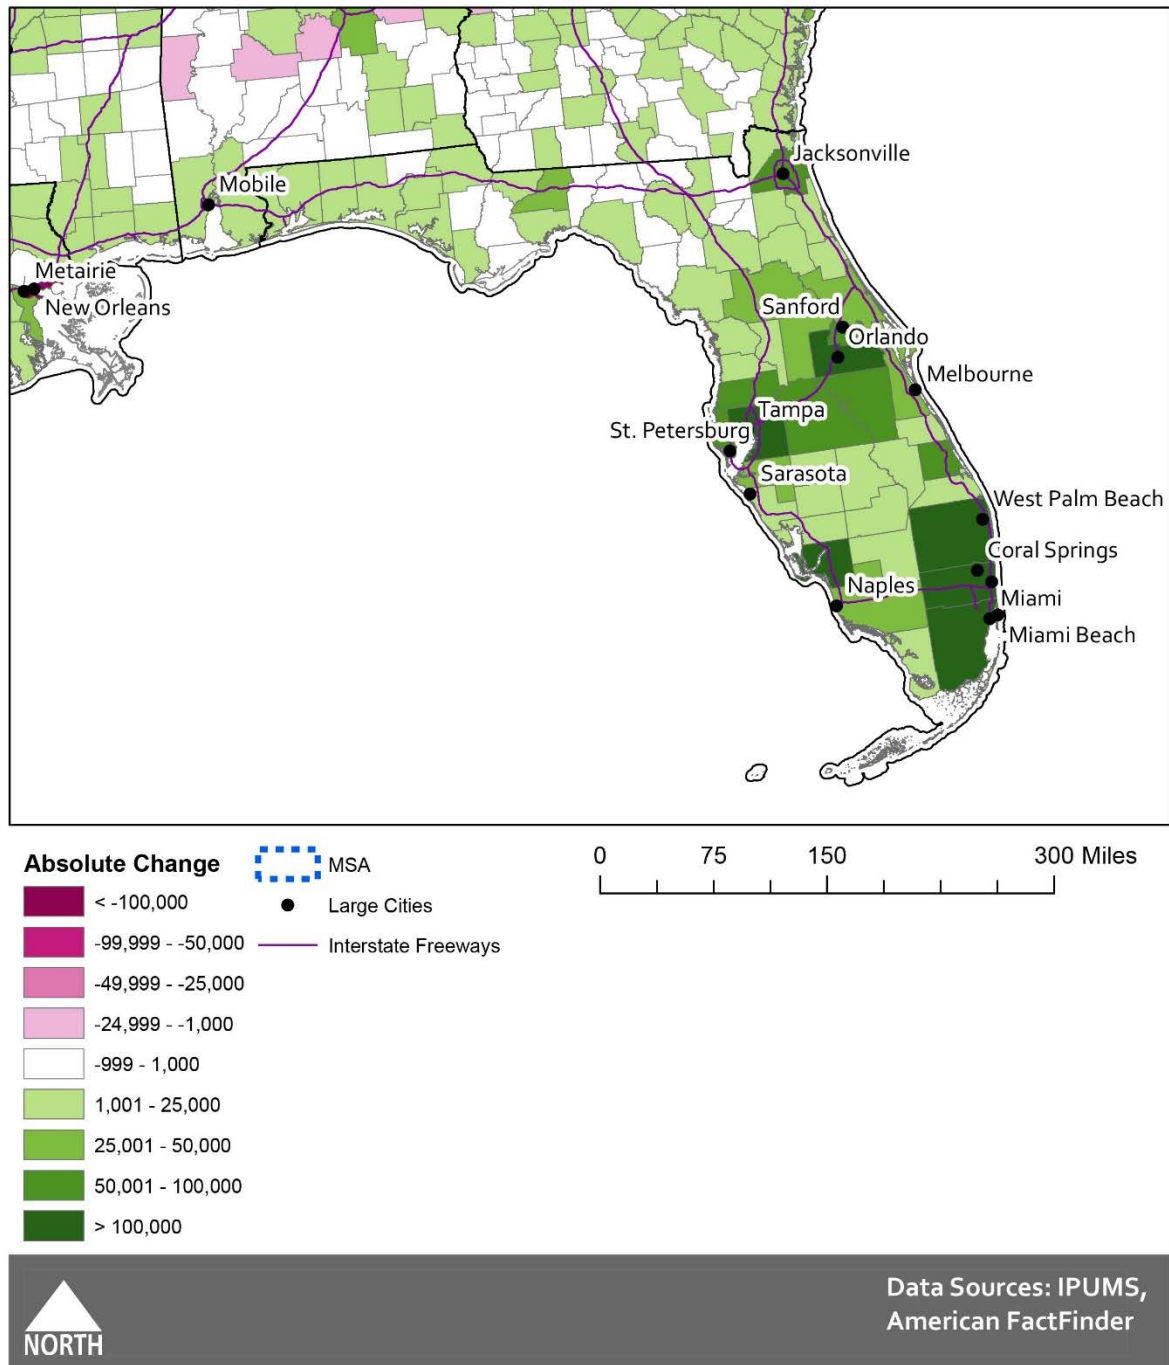 Jacksonville
Mobile
Metairie
New Orleans
Sanford
Orlando
Melbourne
Tampa
St. Petersburg
Sarasota
West Palm Beach
Coral Springs
Naples
Miami
Miami Beach
Absolute Change
< -100,000
-99,999 - -50,000
-49,999 - -25,000
-24,999 - -1,000
-999 - 1,000
1,001 - 25,000
25,001 - 50,000
50,001 - 100,000
> 100,000
MSA
Large Cities
Interstate Freeways
0 75 150 300 Miles
NORTH
Data Sources: IPUMS,
American FactFinder